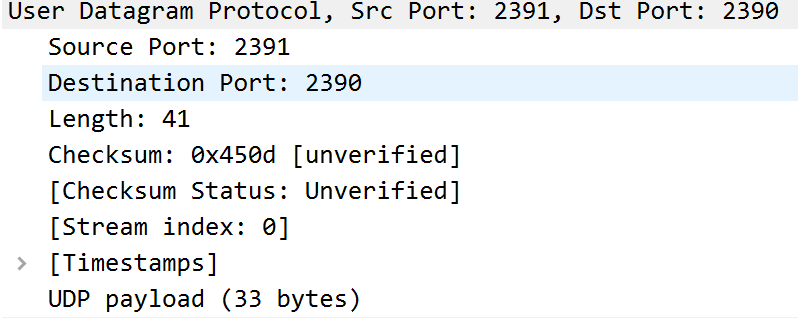 User Datagram Protocol, Src Port: 2391, Dst Port: 2390
Source Port: 2391
Destination Port: 2390
Length: 41
Checksum: 0x450d [unverified]
[Checksum Status: Unverified]
[Stream index: 0]
[Timestamps]
UDP payload (33 bytes)